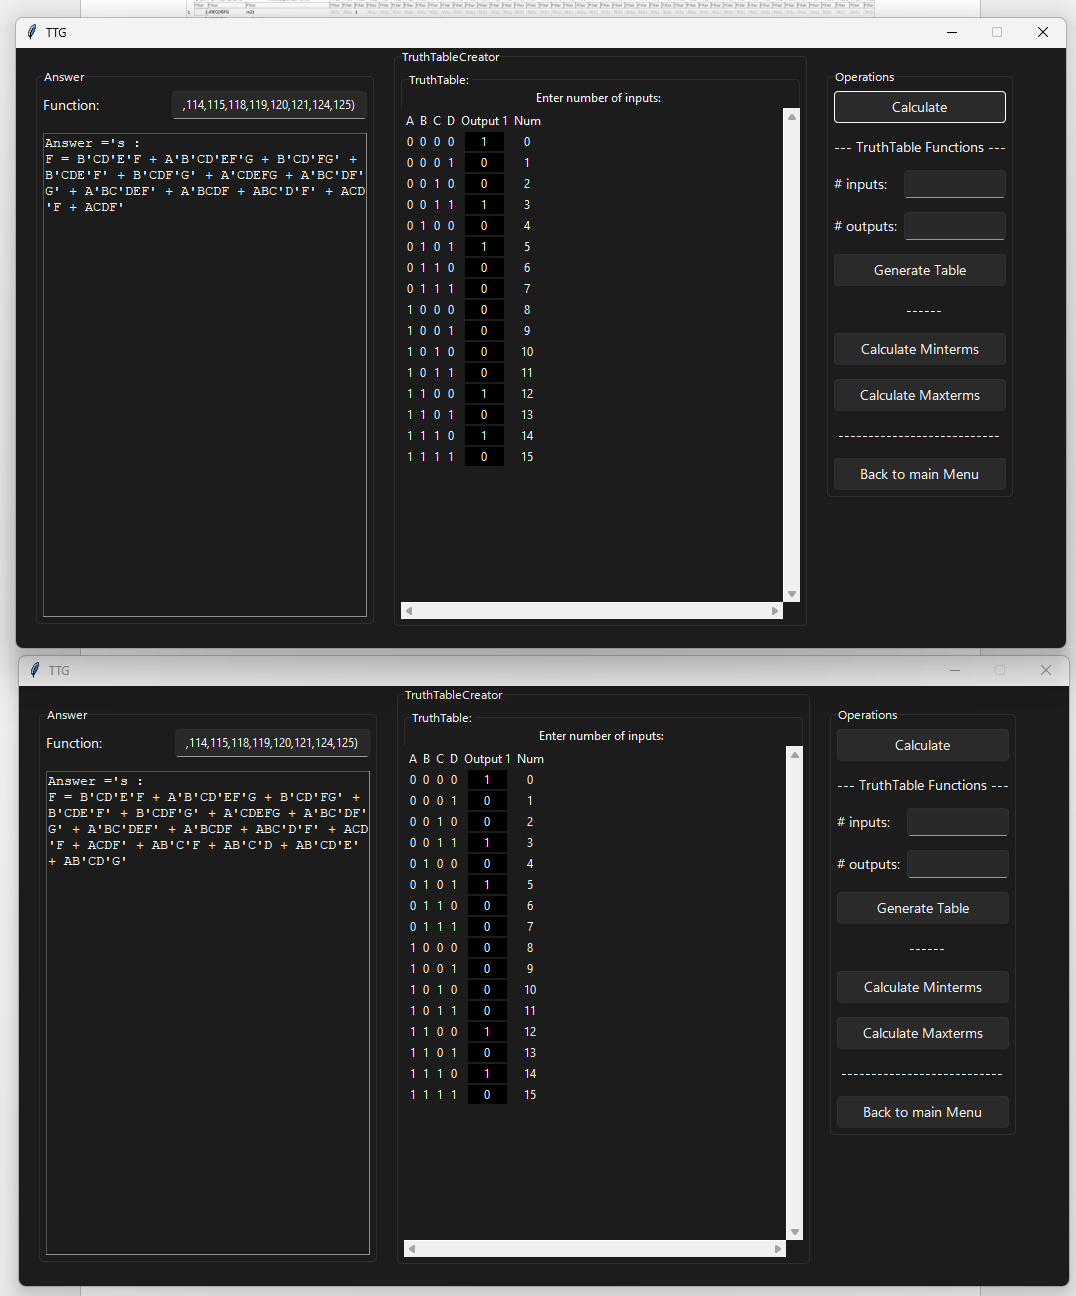 TTG
TruthTableCreator
Answer
TruthTable:
Operations
Function: ,114,115,118,119,120,121,124,125)
Enter number of inputs:
Calculate
Answer ='s :
F = B'CD'E'F + A'B'CD'EF'G + B'CD'FG' +
B'CDE'F' + B'CDF'G' + A'CDEFG + A'BC'DF'
G' + A'BC'DEF' + A'BCDF + ABC'D'F' + ACD
'F + ACDF'
A B C D Output 1 Num
0 0 0 0 1 0
0 0 0 1 0 1
0 0 1 0 0 2
0 0 1 1 1 3
0 1 0 0 0 4
0 1 0 1 1 5
0 1 1 0 0 6
0 1 1 1 0 7
1 0 0 0 0 8
1 0 0 1 0 9
1 0 1 0 0 10
1 0 1 1 0 11
1 1 0 0 1 12
1 1 0 1 0 13
1 1 1 0 1 14
1 1 1 1 0 15
--- TruthTable Functions ---
# inputs:
# outputs:
Generate Table
------
Calculate Minterms
Calculate Maxterms
---------------------------
Back to main Menu
TTG
TruthTableCreator
Answer
TruthTable:
Operations
Function: ,114,115,118,119,120,121,124,125)
Enter number of inputs:
Calculate
Answer ='s :
F = B'CD'E'F + A'B'CD'EF'G + B'CD'FG' +
B'CDE'F' + B'CDF'G' + A'CDEFG + A'BC'DF'
G' + A'BC'DEF' + A'BCDF + ABC'D'F' + ACD
'F + ACDF' + AB'C'F + AB'C'D + AB'CD'E'
+ AB'CD'G'
A B C D Output 1 Num
0 0 0 0 1 0
0 0 0 1 0 1
0 0 1 0 0 2
0 0 1 1 1 3
0 1 0 0 0 4
0 1 0 1 1 5
0 1 1 0 0 6
0 1 1 1 0 7
1 0 0 0 0 8
1 0 0 1 0 9
1 0 1 0 0 10
1 0 1 1 0 11
1 1 0 0 1 12
1 1 0 1 0 13
1 1 1 0 1 14
1 1 1 1 0 15
--- TruthTable Functions ---
# inputs:
# outputs:
Generate Table
------
Calculate Minterms
Calculate Maxterms
---------------------------
Back to main Menu